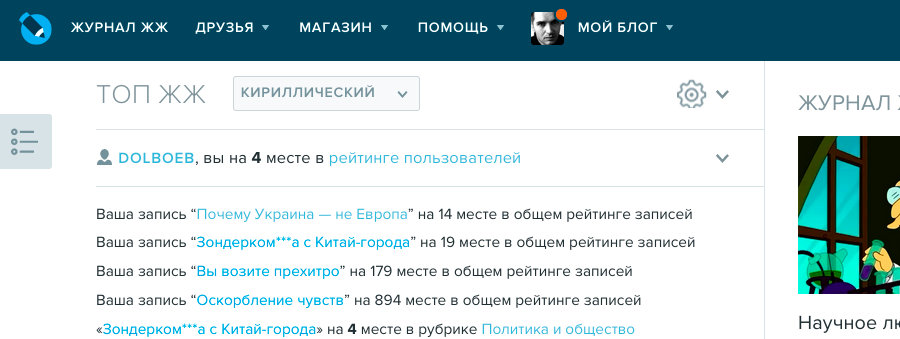 ЖУРНАЛ ЖЖ ДРУЗЬЯ МАГАЗИН ПОМОЩЬ МОЙ БЛОГ
ТОП ЖЖ КИРИЛЛИЧЕСКИЙ
ЖУРНАЛ
DOLBOEB, вы на 4 месте в рейтинге пользователей
Ваша запись “Почему Украина — не Европа” на 14 месте в общем рейтинге записей
Ваша запись “Зондерком***а с Китай-города” на 19 месте в общем рейтинге записей
Ваша запись “Вы возите прехитро” на 179 месте в общем рейтинге записей
Ваша запись “Оскорбление чувств” на 894 месте в общем рейтинге записей
«Зондерком***а с Китай-города» на 4 месте в рубрике Политика и общество
Научное